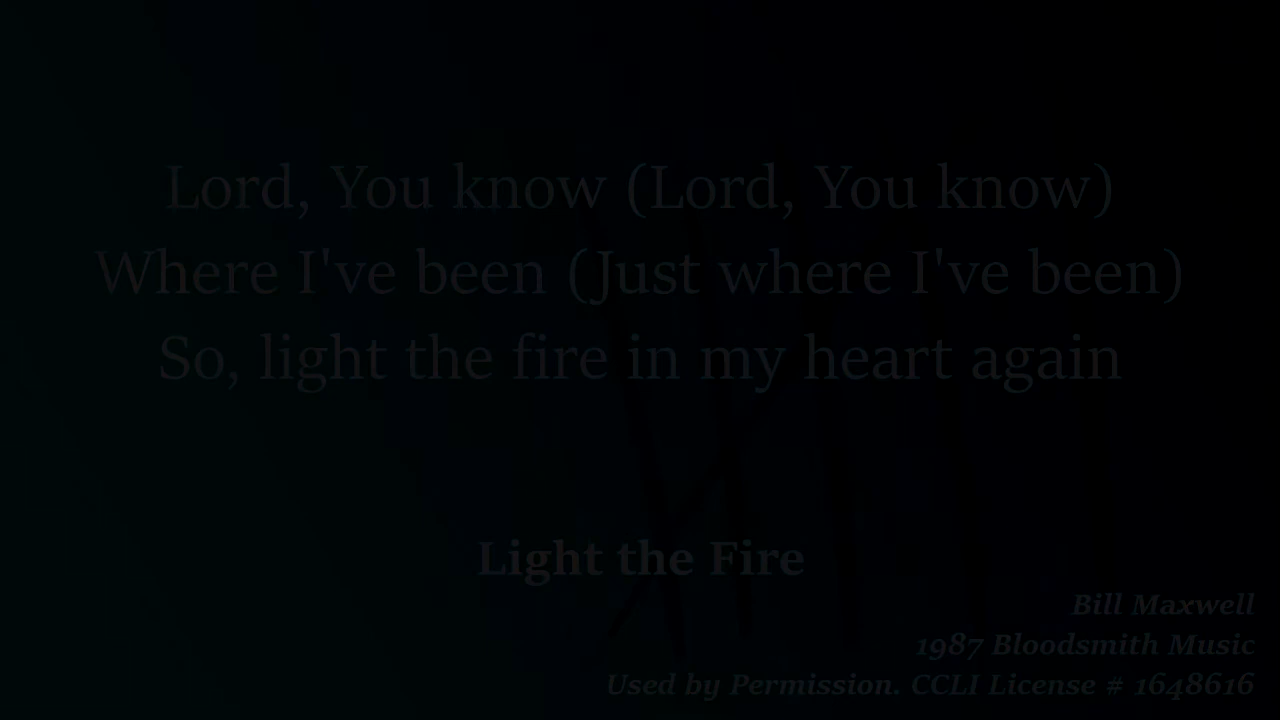 Lord, You know (Lord, You know)
Where I've been (Just where I've been)
So, light the fire in my heart again
Light the Fire
Bill Maxwell
1987 Bloodsmith Music
Used by Permission. CCLI License # 1648616